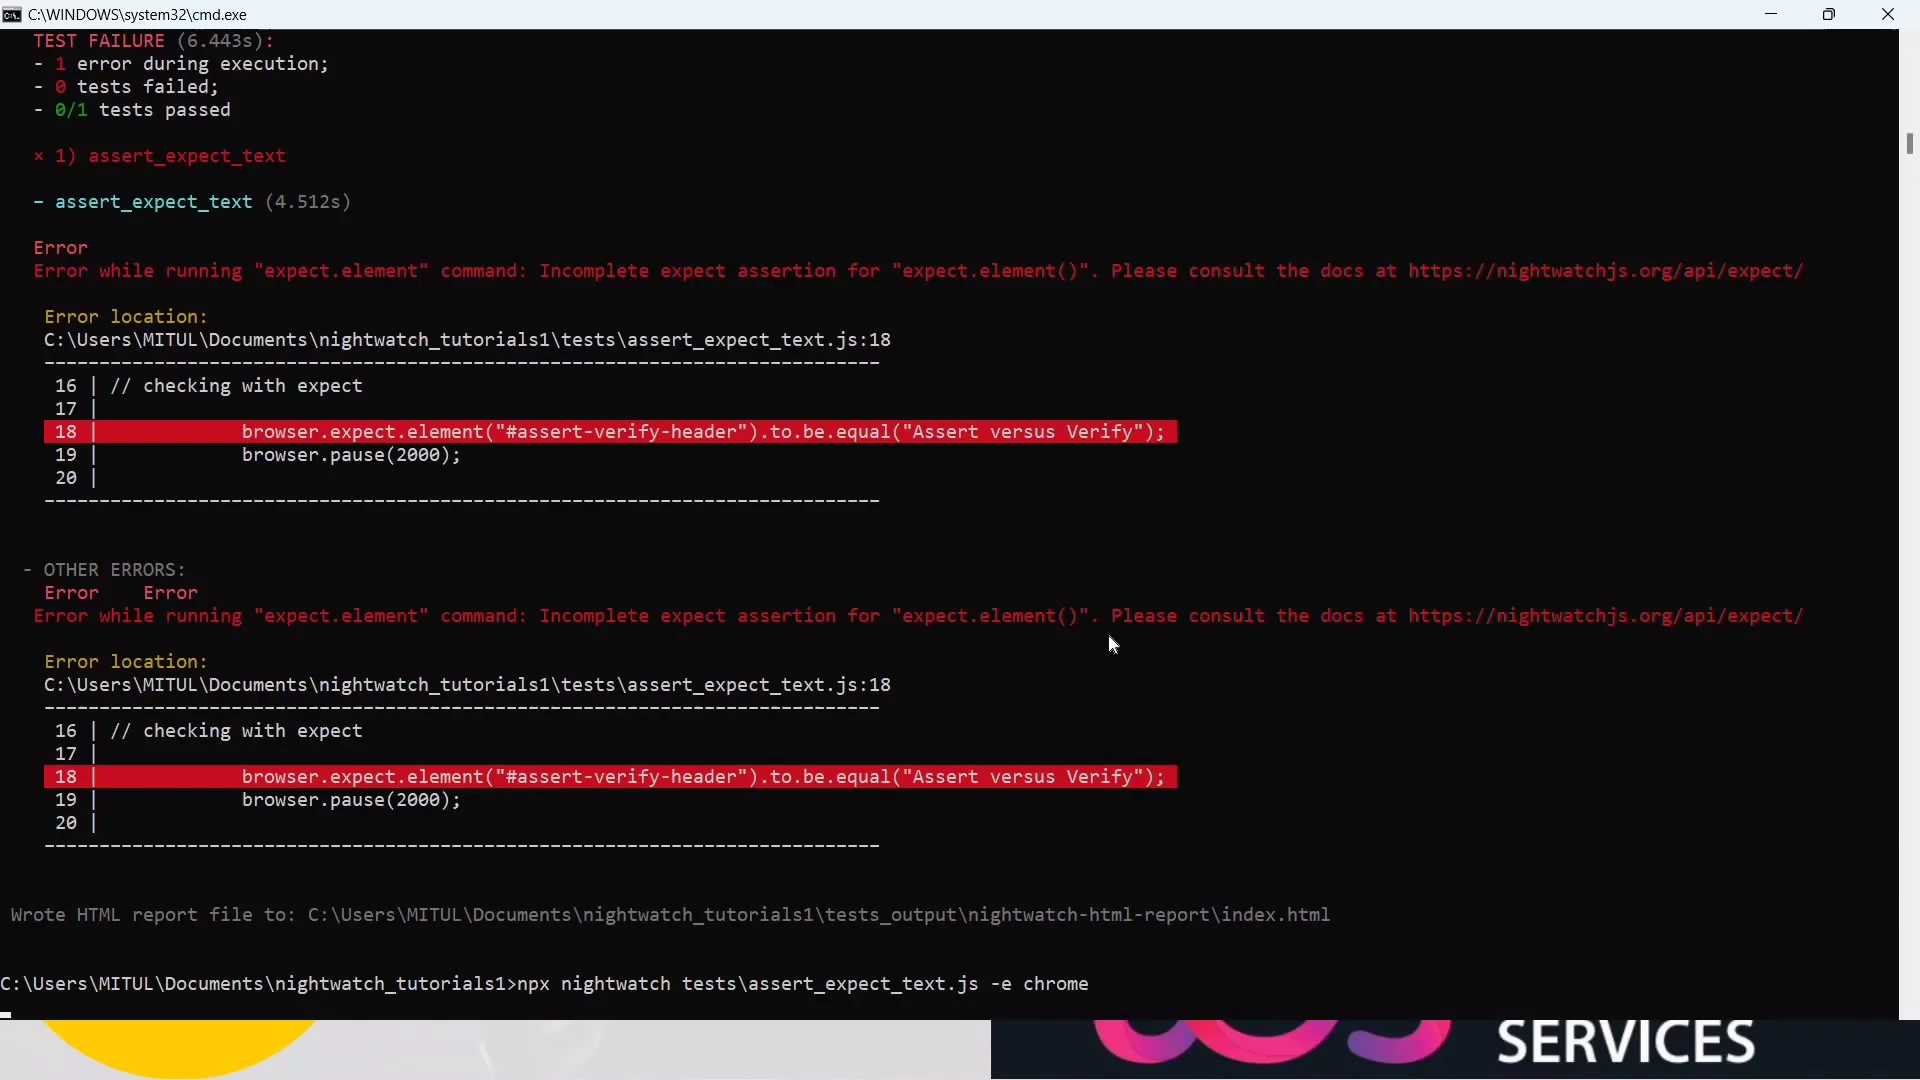 C:\WINDOWS\system32\cmd.exe
TEST FAILURE (6.443s):
- 1 error during execution;
- 0 tests failed;
- 0/1 tests passed
× 1) assert_expect_text
– assert_expect_text (4.512s)
Error
Error while running "expect.element" command: Incomplete expect assertion for "expect.element()". Please consult the docs at https://nightwatchjs.org/api/expect/
Error location:
C:\Users\MITUL\Documents\nightwatch_tutorials1\tests\assert_expect_text.js:18
––––––––––––––––––––––––––––––––––––––––––––––––––––––––––––––––––––––––––––
16 | // checking with expect
17 |
18 | browser.expect.element("#assert-verify-header").to.be.equal("Assert versus Verify");
19 | browser.pause(2000);
20 |
––––––––––––––––––––––––––––––––––––––––––––––––––––––––––––––––––––––––––––
- OTHER ERRORS:
Error    Error
Error while running "expect.element" command: Incomplete expect assertion for "expect.element()". Please consult the docs at https://nightwatchjs.org/api/expect/
Error location:
C:\Users\MITUL\Documents\nightwatch_tutorials1\tests\assert_expect_text.js:18
––––––––––––––––––––––––––––––––––––––––––––––––––––––––––––––––––––––––––––
16 | // checking with expect
17 |
18 | browser.expect.element("#assert-verify-header").to.be.equal("Assert versus Verify");
19 | browser.pause(2000);
20 |
––––––––––––––––––––––––––––––––––––––––––––––––––––––––––––––––––––––––––––
Wrote HTML report file to: C:\Users\MITUL\Documents\nightwatch_tutorials1\tests_output\nightwatch-html-report\index.html
C:\Users\MITUL\Documents\nightwatch_tutorials1>npx nightwatch tests\assert_expect_text.js -e chrome
SERVICES